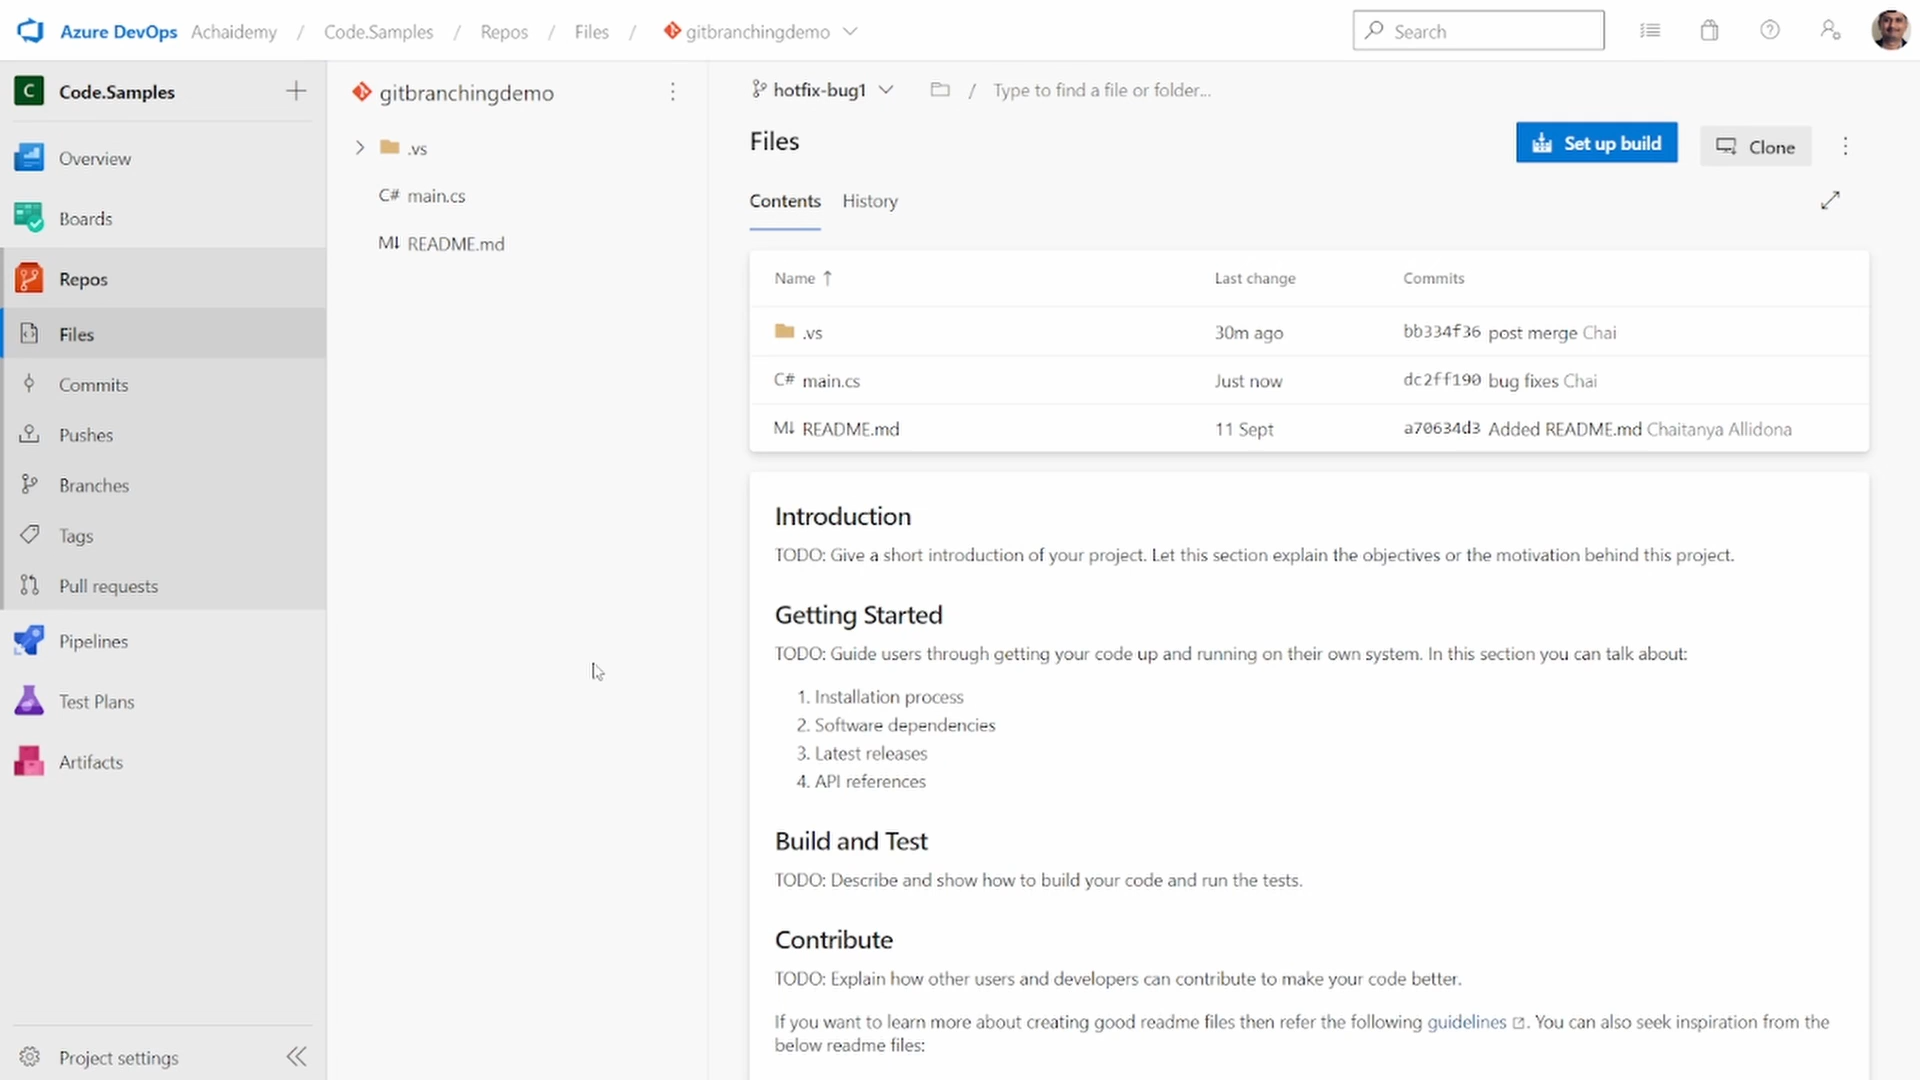 Azure DevOps Achaidemy / Code.Samples / Repos / Files / gitbranchingdemo
Search
C Code.Samples
Overview
Boards
Repos
Files
Commits
Pushes
Branches
Tags
Pull requests
Pipelines
Test Plans
Artifacts
Project settings
gitbranchingdemo
.vs
C# main.cs
M↓ README.md
hotfix-bug1 / Type to find a file or folder...
Files
Set up build
Clone
Contents History
Name ↑ Last change Commits
.vs 30m ago bb334f36 post merge Chai
C# main.cs Just now dc2ff190 bug fixes Chai
M↓ README.md 11 Sept a70634d3 Added README.md Chaitanya Allidona
Introduction
TODO: Give a short introduction of your project. Let this section explain the objectives or the motivation behind this project.
Getting Started
TODO: Guide users through getting your code up and running on their own system. In this section you can talk about:
1. Installation process
2. Software dependencies
3. Latest releases
4. API references
Build and Test
TODO: Describe and show how to build your code and run the tests.
Contribute
TODO: Explain how other users and developers can contribute to make your code better.
If you want to learn more about creating good readme files then refer the following guidelines. You can also seek inspiration from the
below readme files: